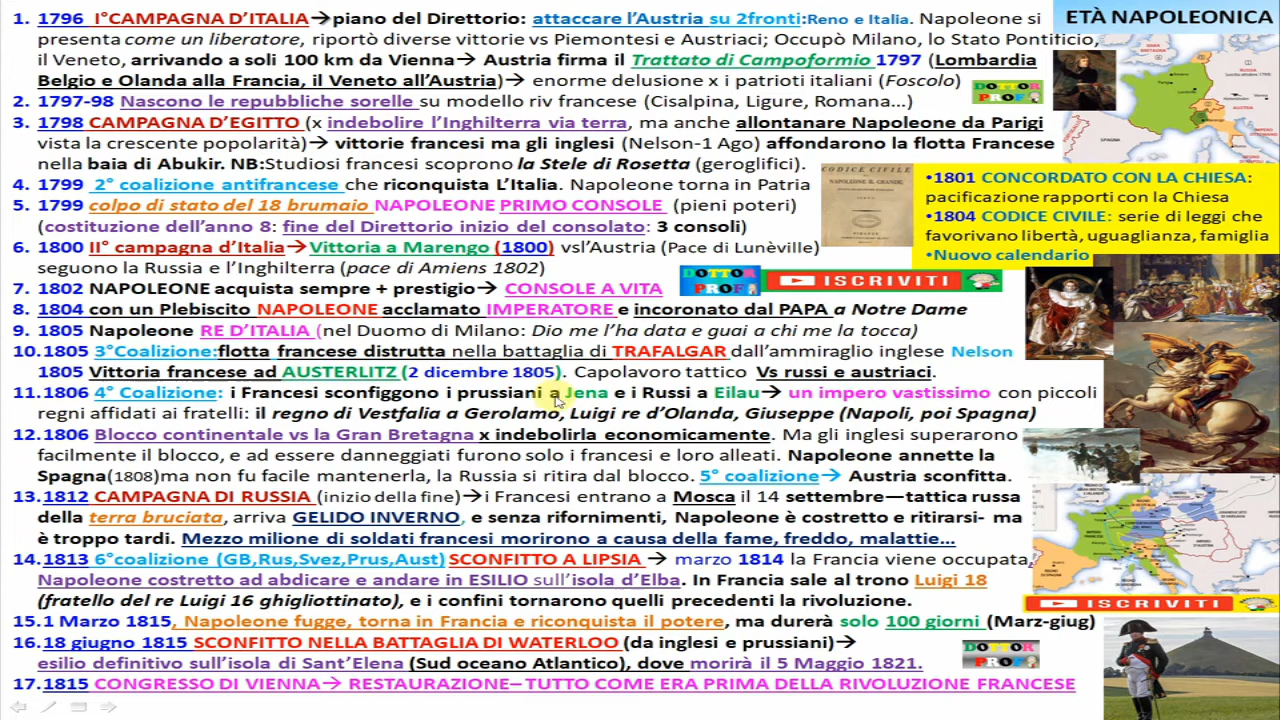 ETÀ NAPOLEONICA
1. 1796 I°CAMPAGNA D'ITALIA→piano del Direttorio: attaccare l'Austria su 2fronti:Reno e Italia. Napoleone si
presenta come un liberatore, riportò diverse vittorie vs Piemontesi e Austriaci; Occupò Milano, lo Stato Pontificio,
il Veneto, arrivando a soli 100 km da Vienna→ Austria firma il Trattato di Campoformio 1797 (Lombardia
Belgio e Oland alla Francia, il Veneto all'Austria)→ enorme delusione x i patrioti italiani (Foscolo)
DOTTOR PROF
2. 1797-98 Nascono le repubbliche sorelle su modello riv francese (Cisalpina, Ligure, Romana...)
3. 1798 CAMPAGNA D'EGITTO (x indebolire l'Inghilterra via terra, ma anche allontanare Napoleone da Parigi
vista la crescente popolarità)→ vittorie francesi ma gli inglesi (Nelson-1 Ago) affondarono la flotta Francese
nella baia di Abukir. NB:Studiosi francesi scoprono la Stele di Rosetta (geroglifici).
4. 1799 2° coalizione antifrancese che riconquista L'Italia. Napoleone torna in Patria
5. 1799 colpo di stato del 18 brumaio NAPOLEONE PRIMO CONSOLE (pieni poteri)
(costituzione dell'anno 8: fine del Direttorio inizio del consolato: 3 consoli)
6. 1800 II° campagna d'Italia→Vittoria a Marengo (1800) vsl'Austria (Pace di Lunèville)
seguono la Russia e l'Inghilterra (pace di Amiens 1802)
CODICE CIVILE
NAPOLEONE IL GRANDE
•1801 CONCORDATO CON LA CHIESA:
pacificazione rapporti con la Chiesa
•1804 CODICE CIVILE: serie di leggi che
favorivano libertà, uguaglianza, famiglia
•Nuovo calendario
7. 1802 NAPOLEONE acquista sempre + prestigio→ CONSOLE A VITA
DOTTOR PROF
ISCRIVITI
8. 1804 con un Plebiscito NAPOLEONE acclamato IMPERATORE e incoronato dal PAPA a Notre Dame
9. 1805 Napoleone RE D'ITALIA (nel Duomo di Milano: Dio me l'ha data e guai a chi me la tocca)
10.1805 3°Coalizione:flotta francese distrutta nella battaglia di TRAFALGAR dall'ammiraglio inglese Nelson
1805 Vittoria francese ad AUSTERLITZ (2 dicembre 1805). Capolavoro tattico Vs russi e austriaci.
11.1806 4° Coalizione: i Francesi sconfiggono i prussiani a Jena e i Russi a Eilau→ un impero vastissimo con piccoli
regni affidati ai fratelli: il regno di Vestfalia a Gerolamo, Luigi re d'Olanda, Giuseppe (Napoli, poi Spagna)
12.1806 Blocco continentale vs la Gran Bretagna x indebolirla economicamente. Ma gli inglesi superarono
facilmente il blocco, e ad essere danneggiati furono solo i francesi e loro alleati. Napoleone annette la
Spagna(1808)ma non fu facile mantenerla, la Russia si ritira dal blocco. 5° coalizione→ Austria sconfitta.
13.1812 CAMPAGNA DI RUSSIA (inizio della fine)→i Francesi entrano a Mosca il 14 settembre—tattica russa
della terra bruciata, arriva GELIDO INVERNO, e senza rifornimenti, Napoleone è costretto e ritirarsi- ma
è troppo tardi. Mezzo milione di soldati francesi morirono a causa della fame, freddo, malattie...
14.1813 6°coalizione (GB,Rus,Svez,Prus,Aust) SCONFITTO A LIPSIA → marzo 1814 la Francia viene occupata,
Napoleone costretto ad abdicare e andare in ESILIO sull'isola d'Elba. In Francia sale al trono Luigi 18
(fratello del re Luigi 16 ghigliottinato), e i confini tornarono quelli precedenti la rivoluzione.
ISCRIVITI
15.1 Marzo 1815, Napoleone fugge, torna in Francia e riconquista il potere, ma durerà solo 100 giorni (Marz-giug)
16.18 giugno 1815 SCONFITTO NELLA BATTAGLIA DI WATERLOO (da inglesi e prussiani)→
esilio definitivo sull'isola di Sant'Elena (Sud oceano Atlantico), dove morirà il 5 Maggio 1821.
DOTTOR PROF
17.1815 CONGRESSO DI VIENNA→ RESTAURAZIONE– TUTTO COME ERA PRIMA DELLA RIVOLUZIONE FRANCESE